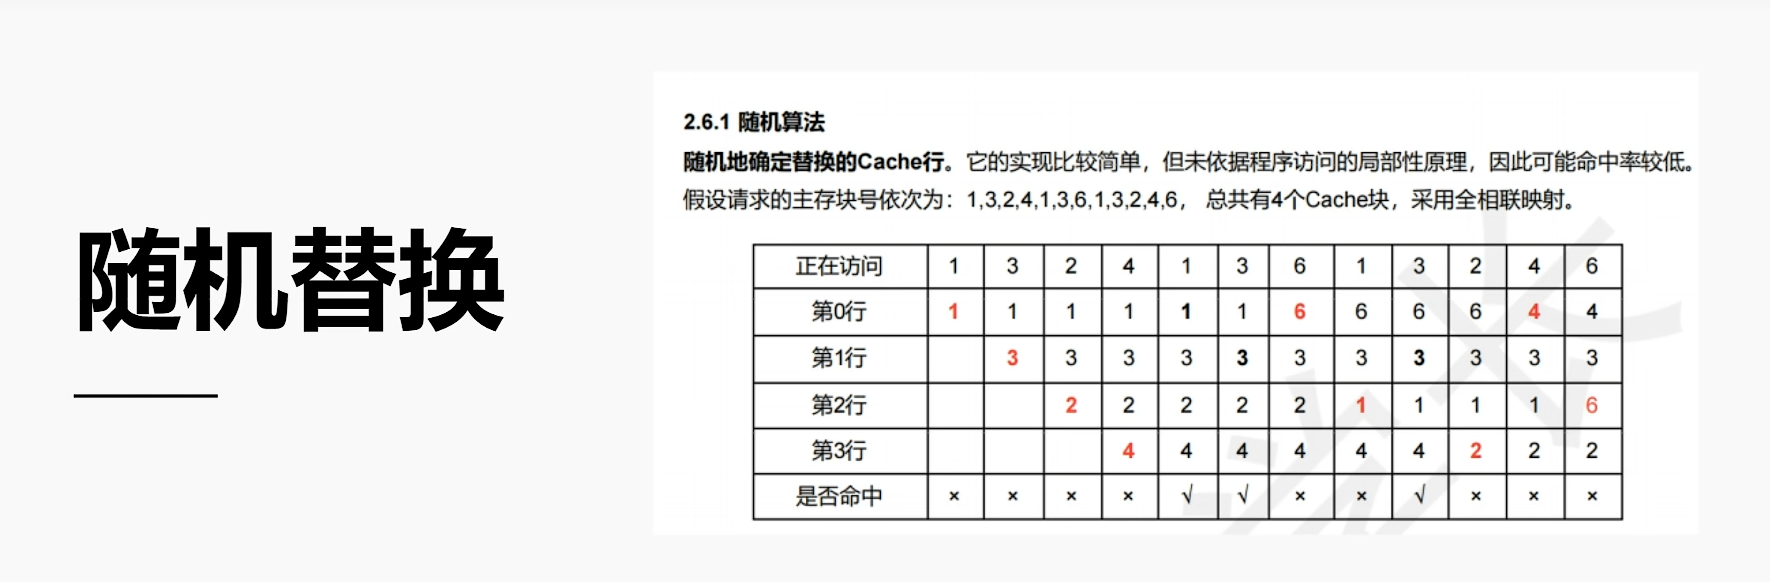 随机替换
2.6.1 随机算法
随机地确定替换的Cache行。它的实现比较简单，但未依据程序访问的局部性原理，因此可能命中率较低。
假设请求的主存块号依次为：1,3,2,4,1,3,6,1,3,2,4,6， 总共有4个Cache块，采用全相联映射。
正在访问 1 3 2 4 1 3 6 1 3 2 4 6
第0行 1 1 1 1 1 1 6 6 6 6 4 4
第1行 3 3 3 3 3 3 3 3 3 3 3
第2行 2 2 2 2 2 1 1 1 1 6
第3行 4 4 4 4 4 4 2 2 2
是否命中 × × × × √ √ × × √ × × ×